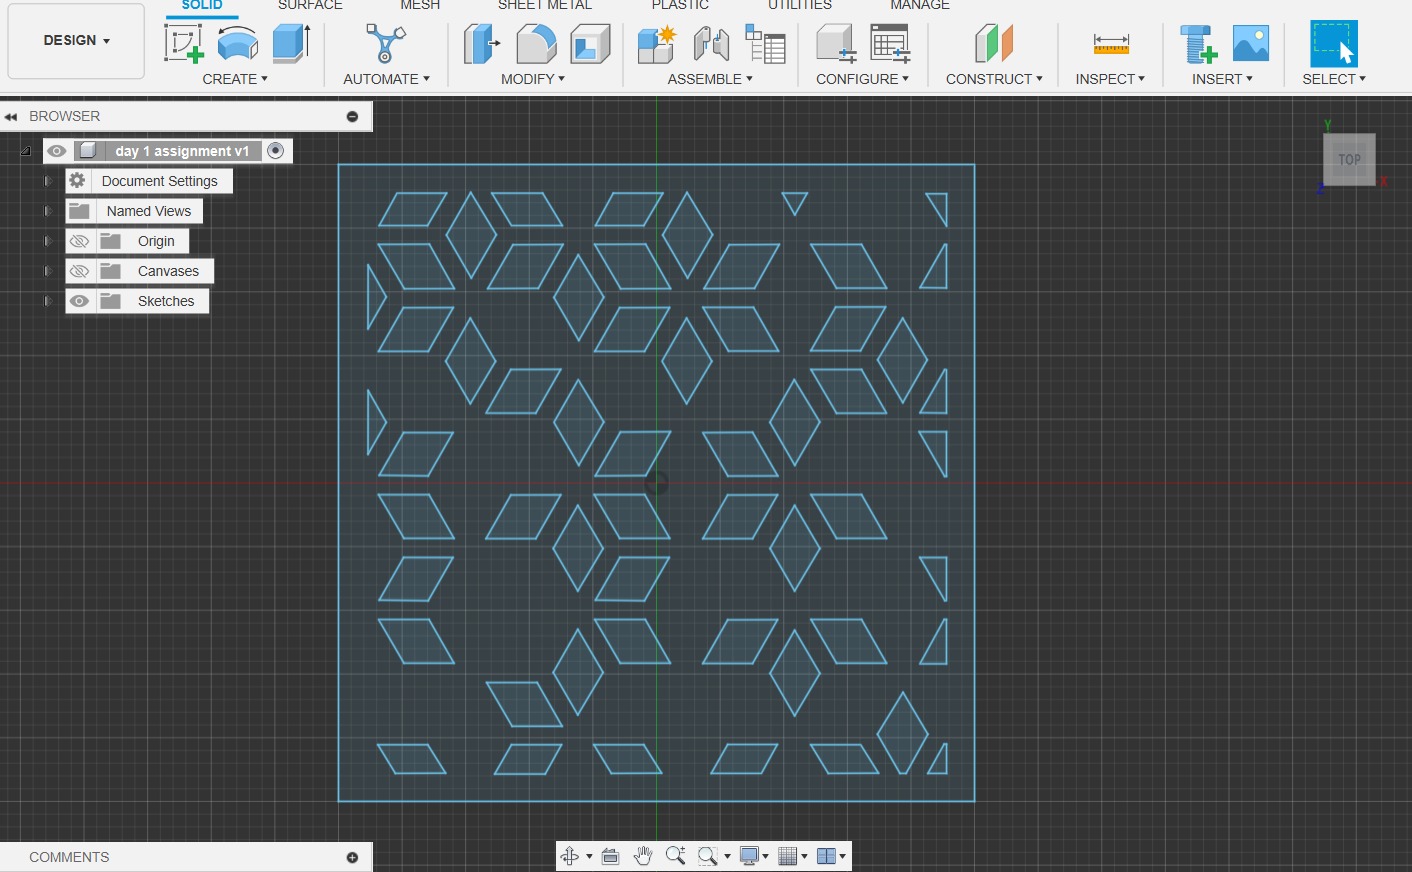 SOLID SURFACE MESH SHEET METAL PLASTIC UTILITIES MANAGE
DESIGN
CREATE AUTOMATE MODIFY ASSEMBLE CONFIGURE CONSTRUCT INSPECT INSERT SELECT
BROWSER
day 1 assignment v1
Document Settings
Named Views
Origin
Canvases
Sketches
Y
TOP
Z X
COMMENTS